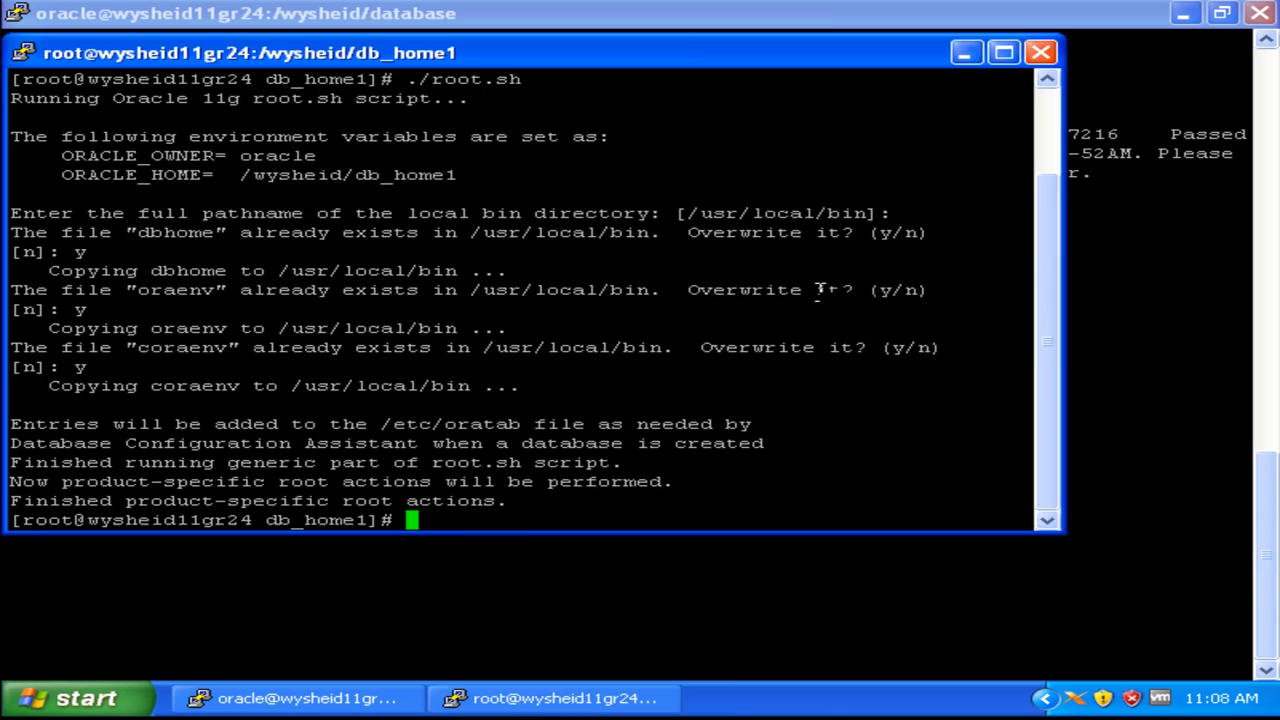 oracle@wysheid11gr24:/wysheid/database
root@wysheid11gr24:/wysheid/db_home1
[root@wysheid11gr24 db_home1]# ./root.sh
Running Oracle 11g root.sh script...
The following environment variables are set as:
ORACLE_OWNER= oracle
ORACLE_HOME=  /wysheid/db_home1
Enter the full pathname of the local bin directory: [/usr/local/bin]:
The file "dbhome" already exists in /usr/local/bin.  Overwrite it? (y/n)
[n]: y
Copying dbhome to /usr/local/bin ...
The file "oraenv" already exists in /usr/local/bin.  Overwrite it? (y/n)
[n]: y
Copying oraenv to /usr/local/bin ...
The file "coraenv" already exists in /usr/local/bin.  Overwrite it? (y/n)
[n]: y
Copying coraenv to /usr/local/bin ...
Entries will be added to the /etc/oratab file as needed by
Database Configuration Assistant when a database is created
Finished running generic part of root.sh script.
Now product-specific root actions will be performed.
Finished product-specific root actions.
[root@wysheid11gr24 db_home1]#
7216    Passed
-52AM. Please
r.
start
oracle@wysheid11gr...
root@wysheid11gr24...
vm
11:08 AM